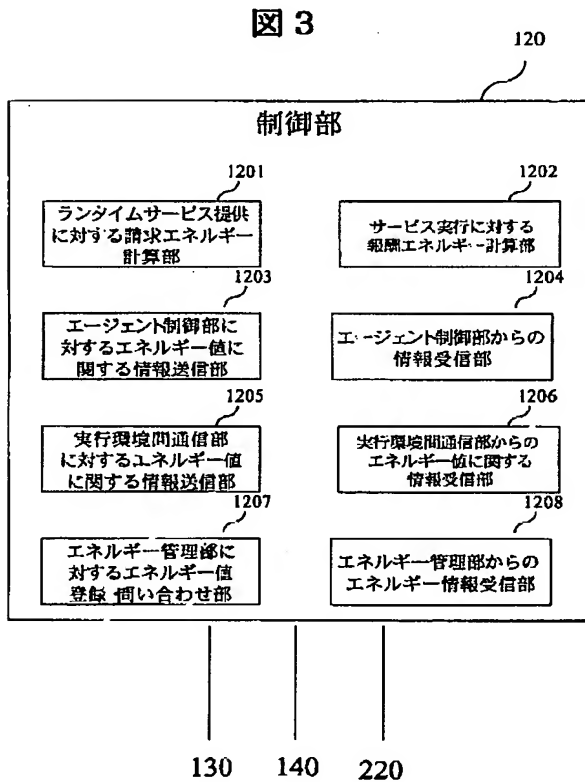 図 3
120
制御部
1201
ランタイムサービス提供
に対する請求エネルギー
計算部
1202
サービス実行に対する
報酬エネルギー計算部
1203
エージェント制御部に
対するエネルギー値に
関する情報送信部
1204
エージェント制御部からの
情報受信部
1205
実行環境間通信部
に対するエネルギー値
に関する情報送信部
1206
実行環境間通信部からの
エネルギー値に関する
情報受信部
1207
エネルギー管理部に
対するエネルギー値
登録・問い合わせ部
1208
エネルギー管理部からの
エネルギー情報受信部
130
140
220